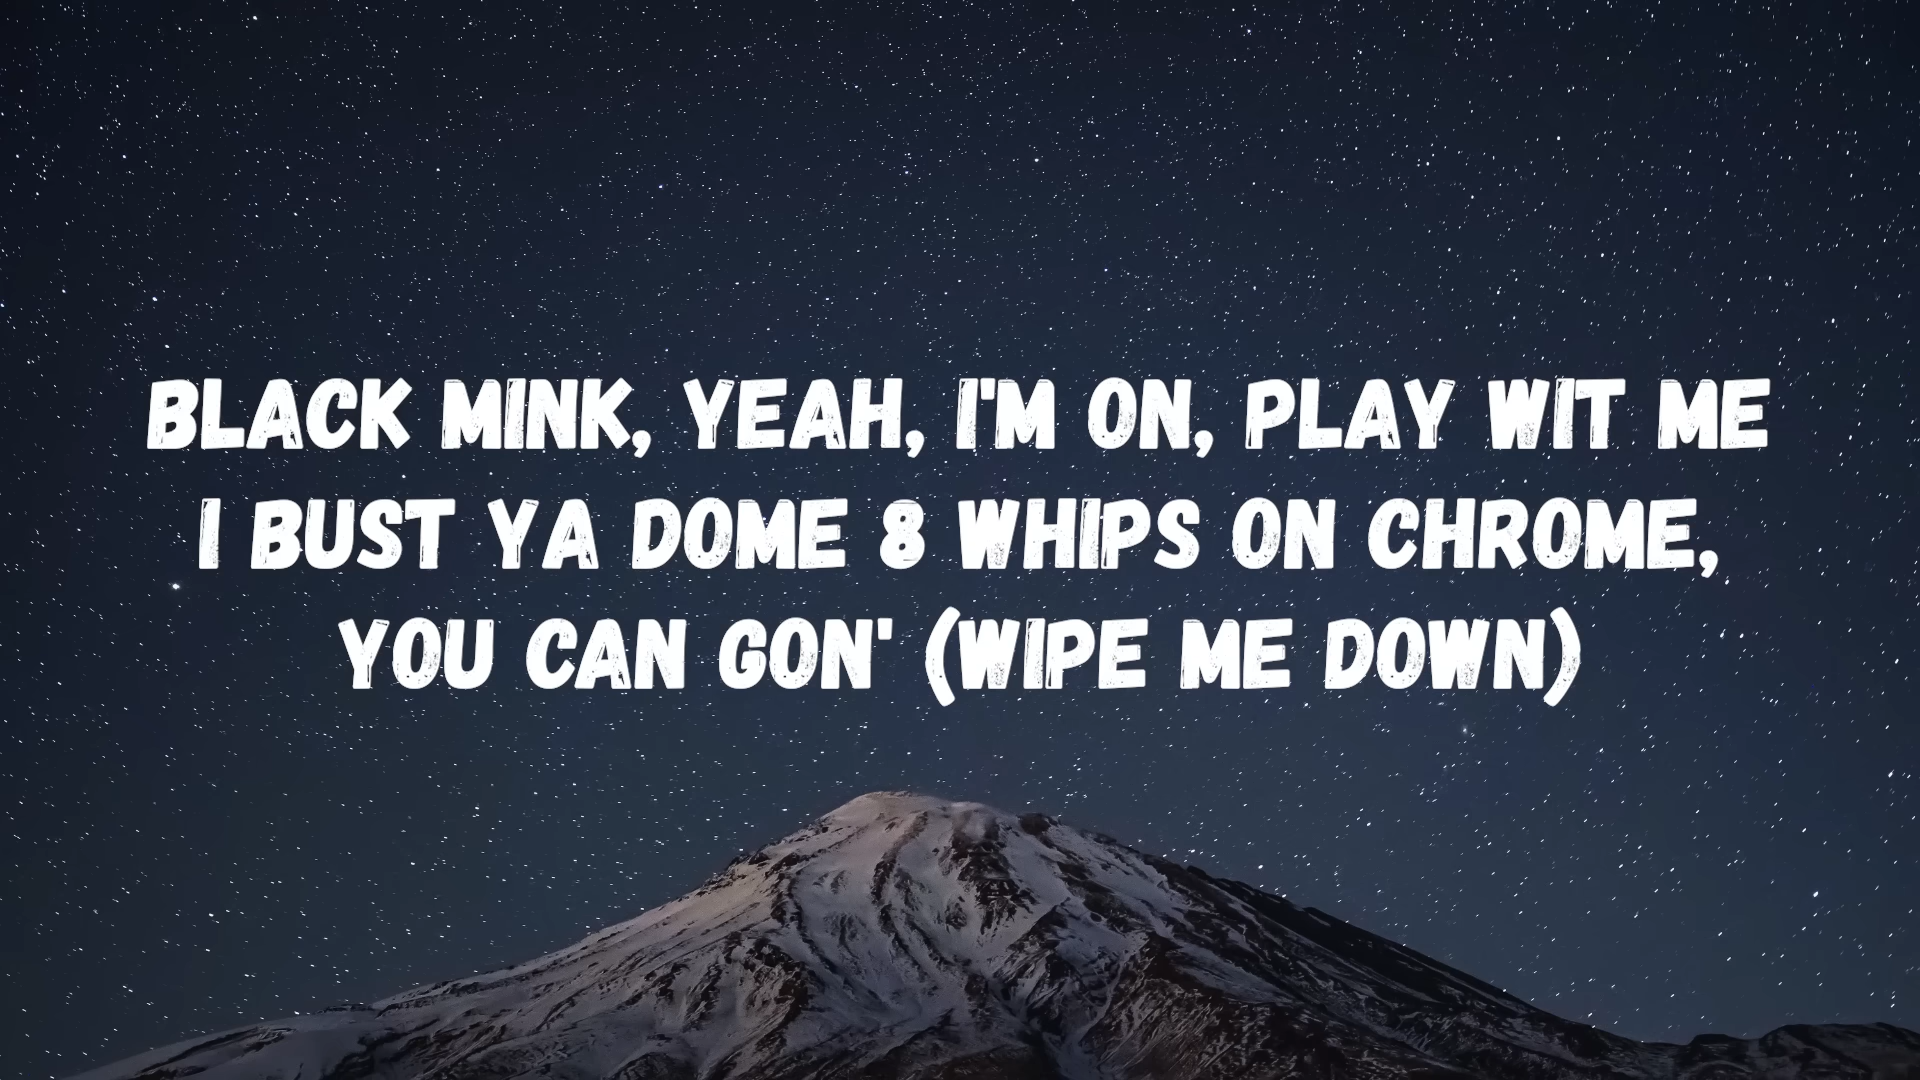 BLACK MINK, YEAH, I'M ON, PLAY WIT ME
I BUST YA DOME 8 WHIPS ON CHROME,
YOU CAN GON' (WIPE ME DOWN)